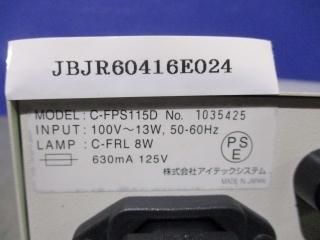 JBJR60416E024
MODEL: C-FPS115D No. 1035425
INPUT: 100V～13W, 50-60Hz
LAMP : C-FRL 8W
630mA 125V
PS
E
株式会社アイテックシステム
MADE IN JAPAN